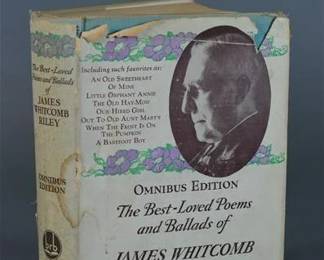 The Best-Loved
Poems and Ballads
of
JAMES
WHITCOMB
RILEY
OMNIBUS
EDITION
Including such favorites as:
AN OLD SWEETHEART
OF MINE
LITTLE ORPHANT ANNIE
THE OLD HAY-MOW
OUR HIRED GIRL
OUT TO OLD AUNT MARY'S
WHEN THE FROST IS ON
THE PUNKIN
A BAREFOOT BOY
OMNIBUS EDITION
The Best-Loved Poems
and Ballads of
JAMES WHITCOMB